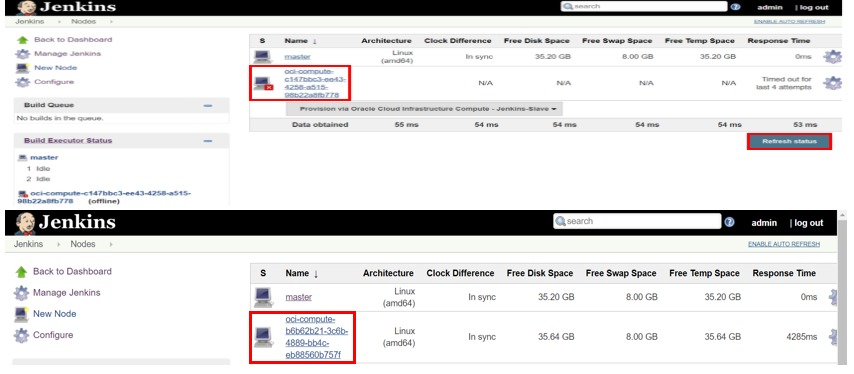 Jenkins
search
admin | log out
Jenkins Nodes
ENABLE AUTO REFRESH
Back to Dashboard
Manage Jenkins
New Node
Configure
Build Queue
No builds in the queue.
Build Executor Status
master
1 Idle
2 Idle
oci-compute-c147bbc3-ee43-4258-a515-
98b22a8fb778 (offline)
S Name ↓ Architecture Clock Difference Free Disk Space Free Swap Space Free Temp Space Response Time
master Linux (amd64) In sync 35.20 GB 8.00 GB 35.20 GB 0ms
oci-compute-
c147bbc3-ee43-
4258-a515-
98b22a8fb778
N/A N/A N/A N/A Timed out for
last 4 attempts
Provision via Oracle Cloud Infrastructure Compute - Jenkins-Slave
Data obtained 55 ms 54 ms 54 ms 54 ms 54 ms 53 ms
Refresh status
Jenkins
search
admin | log out
Jenkins Nodes
ENABLE AUTO REFRESH
Back to Dashboard
Manage Jenkins
New Node
Configure
S Name ↓ Architecture Clock Difference Free Disk Space Free Swap Space Free Temp Space Response Time
master Linux (amd64) In sync 35.20 GB 8.00 GB 35.20 GB 0ms
oci-compute-
b6b62b21-3c6b-
4889-bb4c-
eb88560b757f
Linux (amd64) In sync 35.64 GB 8.00 GB 35.64 GB 4285ms